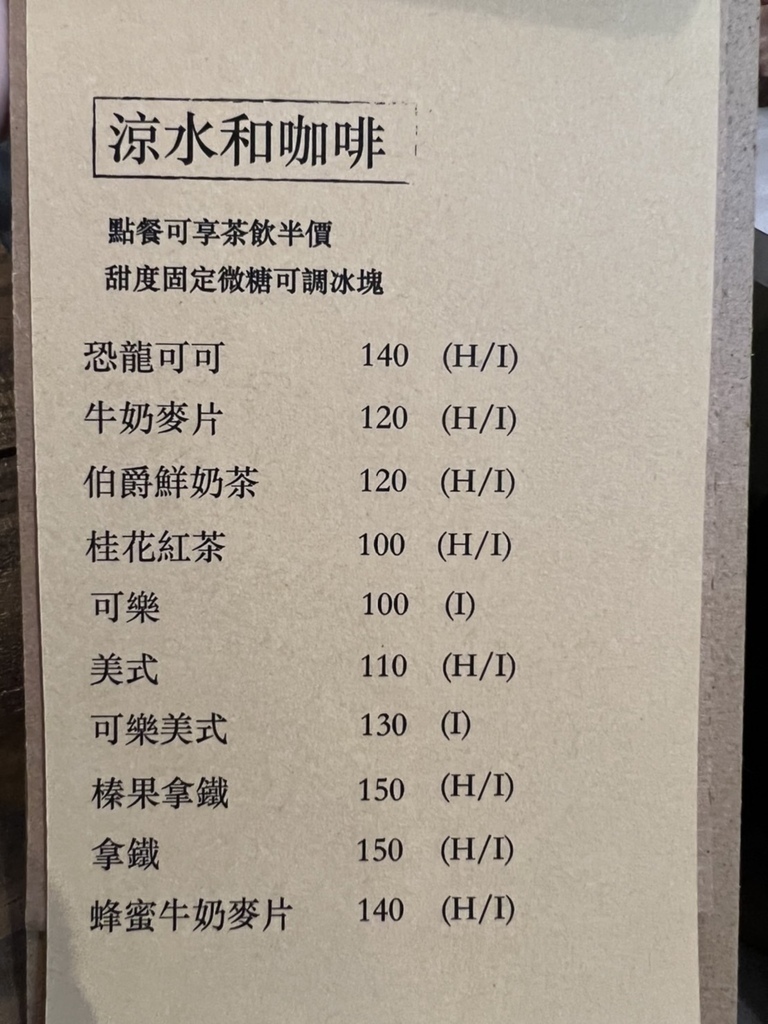 涼水和咖啡
點餐可享茶飲半價
甜度固定微糖可調冰塊
恐龍可可 140 (H/I)
牛奶麥片 120 (H/I)
伯爵鮮奶茶 120 (H/I)
桂花紅茶 100 (H/I)
可樂 100 (I)
美式 110 (H/I)
可樂美式 130 (I)
榛果拿鐵 150 (H/I)
拿鐵 150 (H/I)
蜂蜜牛奶麥片 140 (H/I)